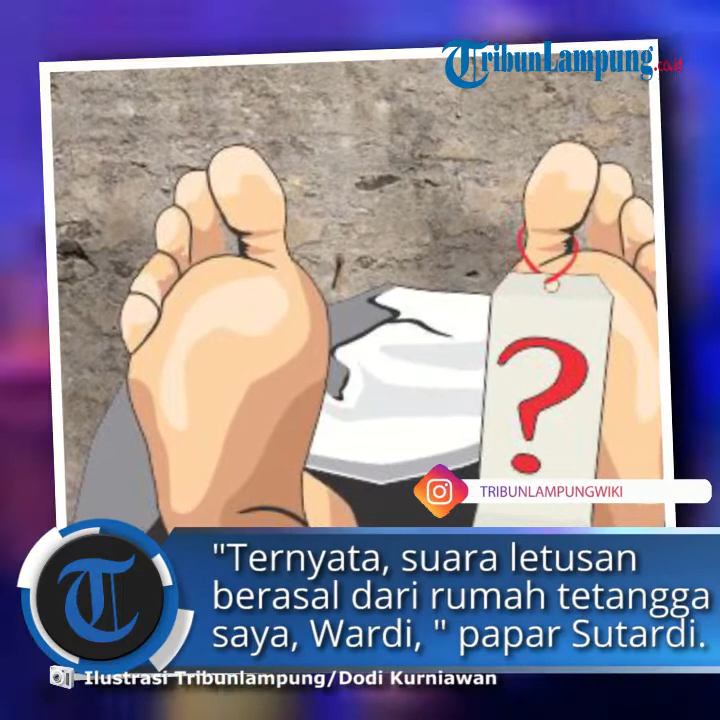 TribunLampung.co.id
?
TRIBUNLAMPUNGWIKI
"Ternyata, suara letusan
berasal dari rumah tetangga
saya, Wardi, " papar Sutardi.
Ilustrasi Tribunlampung/Dodi Kurniawan